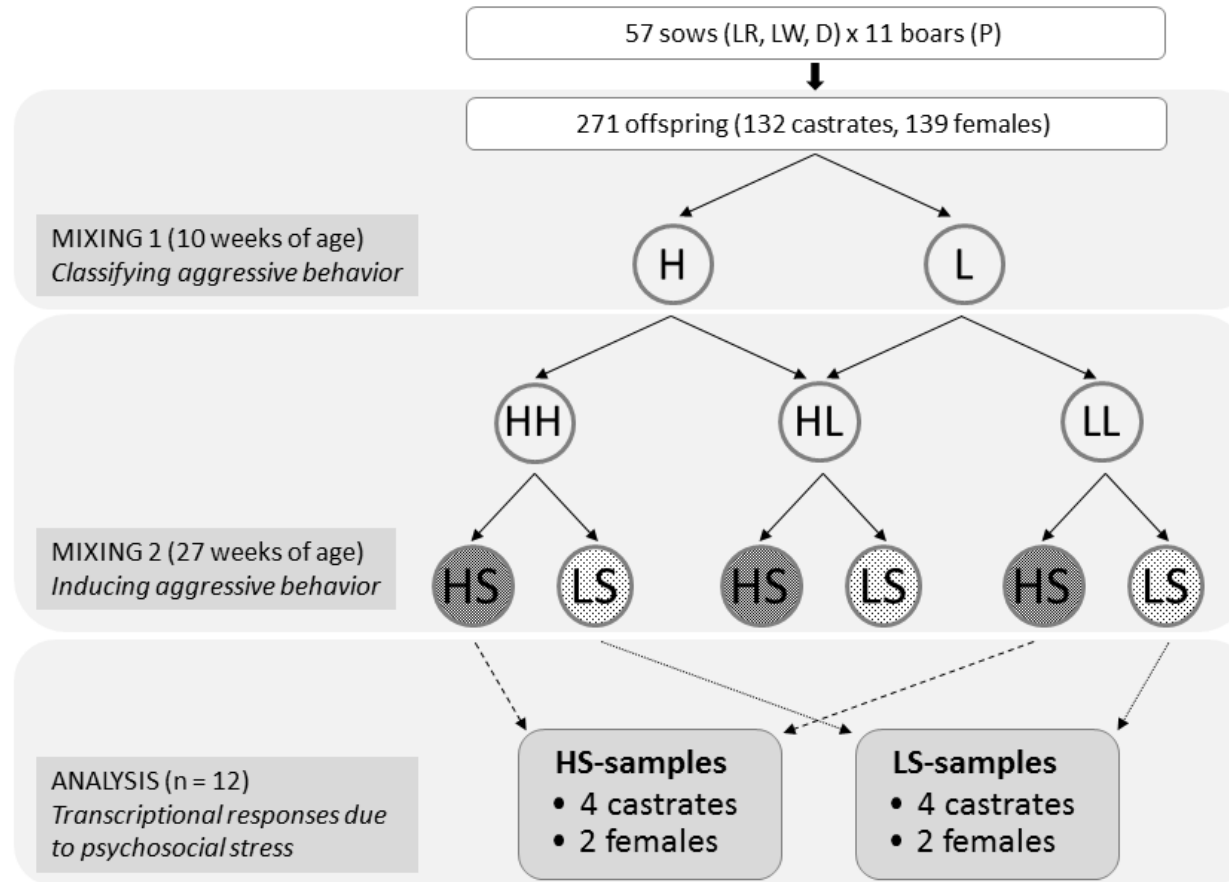 57 sows (LR, LW, D) x 11 boars (P)
271 offspring (132 castrates, 139 females)
MIXING 1 (10 weeks of age)
Classifying aggressive behavior
H
L
HH
HL
LL
MIXING 2 (27 weeks of age)
Inducing aggressive behavior
HS
LS
HS
LS
HS
LS
ANALYSIS (n = 12)
Transcriptional responses due
to psychosocial stress
HS-samples
• 4 castrates
• 2 females
LS-samples
• 4 castrates
• 2 females